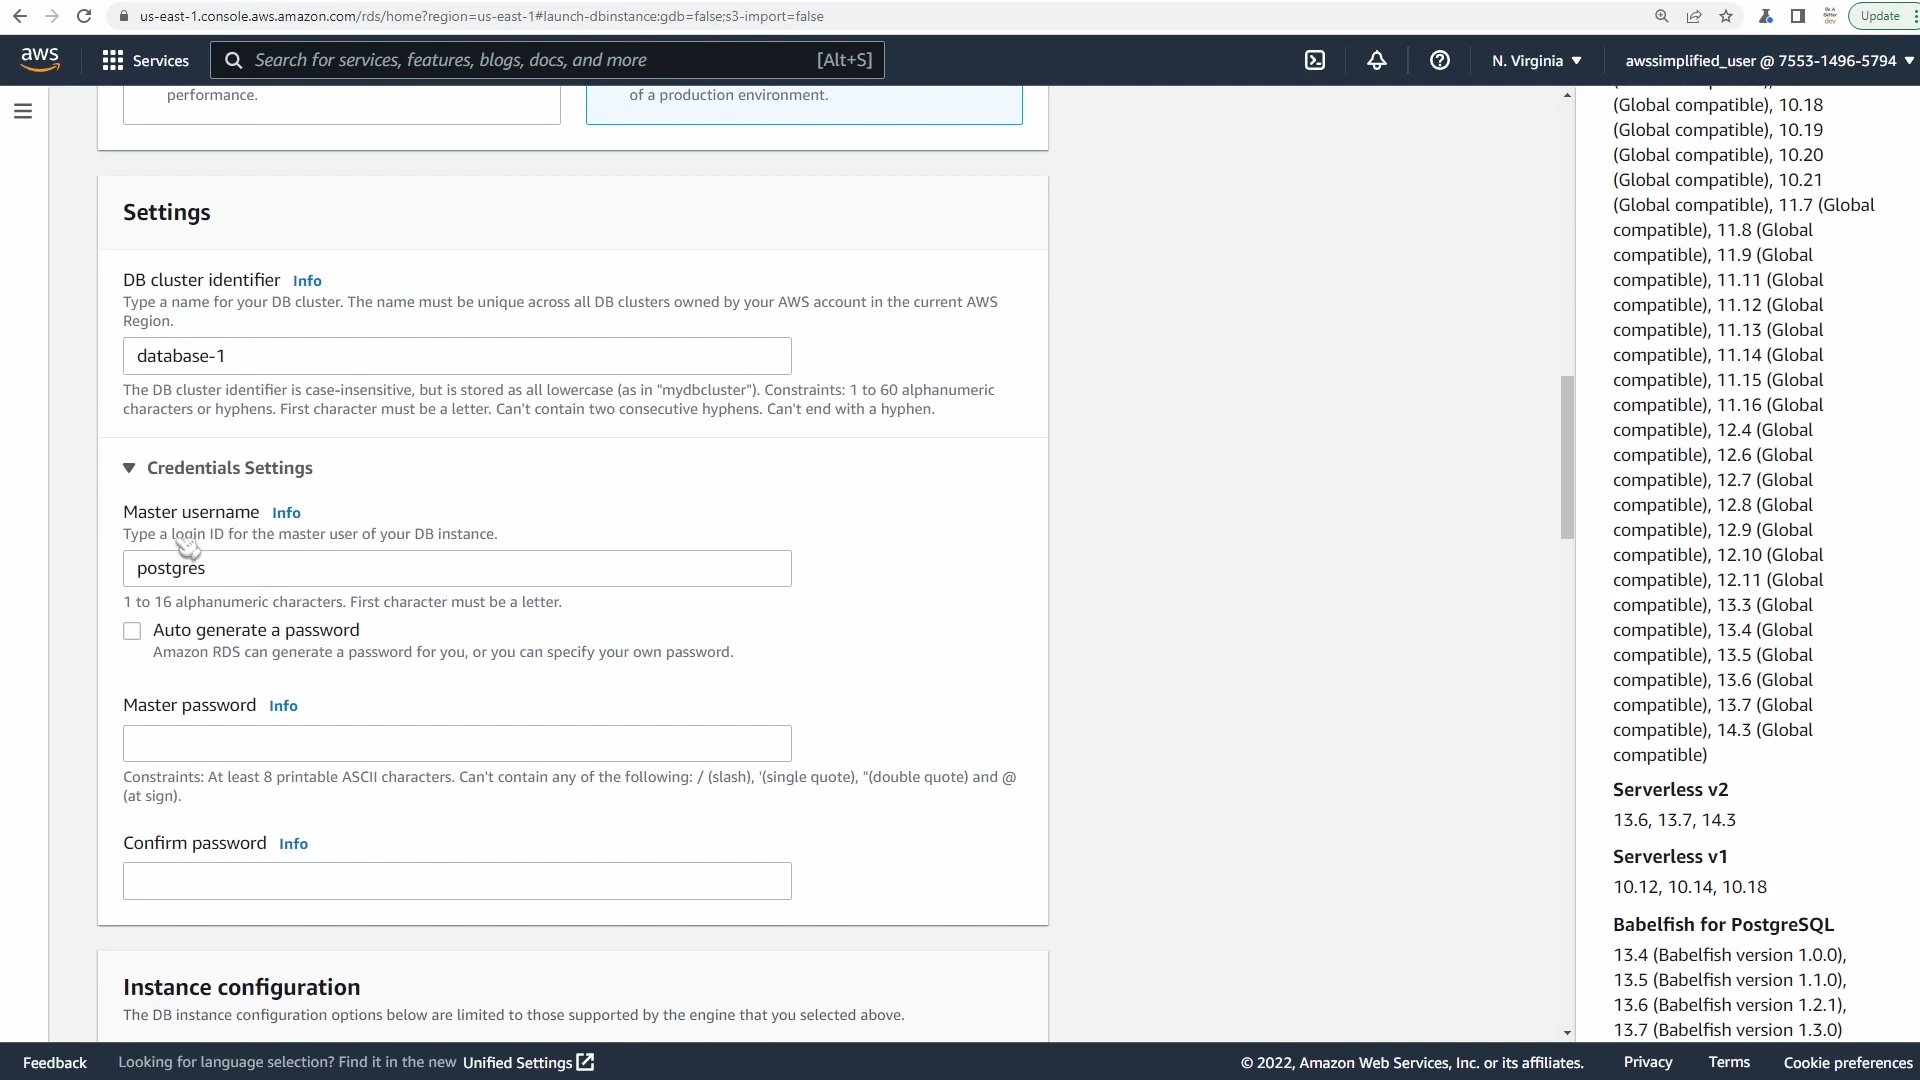 us-east-1.console.aws.amazon.com/rds/home?region=us-east-1#launch-dbinstance:gdb=false;s3-import=false
Update
aws
Services
Search for services, features, blogs, docs, and more
[Alt+S]
N. Virginia
awssimplified_user @ 7553-1496-5794
performance.
of a production environment.
Settings
DB cluster identifier Info
Type a name for your DB cluster. The name must be unique across all DB clusters owned by your AWS account in the current AWS
Region.
database-1
The DB cluster identifier is case-insensitive, but is stored as all lowercase (as in "mydbcluster"). Constraints: 1 to 60 alphanumeric
characters or hyphens. First character must be a letter. Can't contain two consecutive hyphens. Can't end with a hyphen.
Credentials Settings
Master username Info
Type a login ID for the master user of your DB instance.
postgres
1 to 16 alphanumeric characters. First character must be a letter.
Auto generate a password
Amazon RDS can generate a password for you, or you can specify your own password.
Master password Info
Constraints: At least 8 printable ASCII characters. Can't contain any of the following: / (slash), '(single quote), "(double quote) and @
(at sign).
Confirm password Info
Instance configuration
The DB instance configuration options below are limited to those supported by the engine that you selected above.
(Global compatible), 10.18
(Global compatible), 10.19
(Global compatible), 10.20
(Global compatible), 10.21
(Global compatible), 11.7 (Global
compatible), 11.8 (Global
compatible), 11.9 (Global
compatible), 11.11 (Global
compatible), 11.12 (Global
compatible), 11.13 (Global
compatible), 11.14 (Global
compatible), 11.15 (Global
compatible), 11.16 (Global
compatible), 12.4 (Global
compatible), 12.6 (Global
compatible), 12.7 (Global
compatible), 12.8 (Global
compatible), 12.9 (Global
compatible), 12.10 (Global
compatible), 12.11 (Global
compatible), 13.3 (Global
compatible), 13.4 (Global
compatible), 13.5 (Global
compatible), 13.6 (Global
compatible), 13.7 (Global
compatible), 14.3 (Global
compatible)
Serverless v2
13.6, 13.7, 14.3
Serverless v1
10.12, 10.14, 10.18
Babelfish for PostgreSQL
13.4 (Babelfish version 1.0.0),
13.5 (Babelfish version 1.1.0),
13.6 (Babelfish version 1.2.1),
13.7 (Babelfish version 1.3.0)
Feedback
Looking for language selection? Find it in the new Unified Settings
© 2022, Amazon Web Services, Inc. or its affiliates.
Privacy
Terms
Cookie preferences